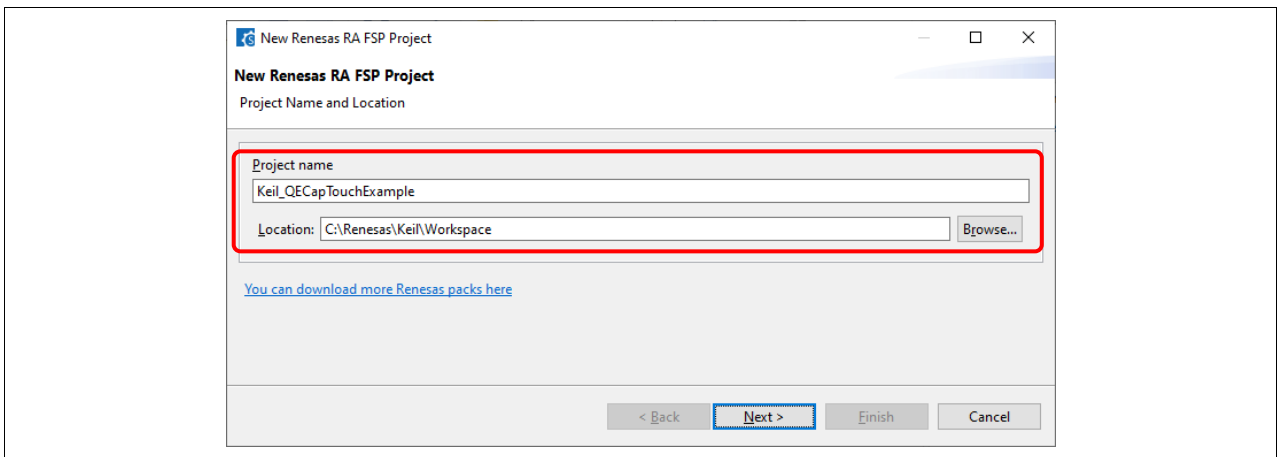 New Renesas RA FSP Project
New Renesas RA FSP Project
Project Name and Location
Project name
Keil_QECapTouchExample
Location: C:\Renesas\Keil\Workspace Browse...
You can download more Renesas packs here
< Back Next > Finish Cancel